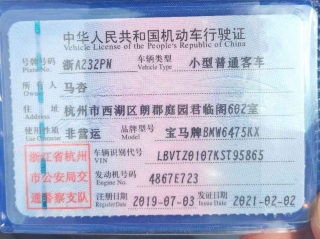 中华人民共和国机动车行驶证
Vehicle License of the People's Republic of China
号牌号码 浙A232PN 车辆类型 小型普通客车
Plate No. Vehicle Type
所有人 马杏
住址 杭州市西湖区朗郡庭园君临阁602室
使用性质 非营运 品牌型号 宝马牌BMW6475KX
Use Character Model
浙江省杭州
市公安局交
通警察支队
车辆识别代号 LBVTZ0107KST95865
VIN
发动机号码 4867E723
Engine No.
注册日期 2019-07-03 发证日期 2021-02-02
Register Date Issue Date